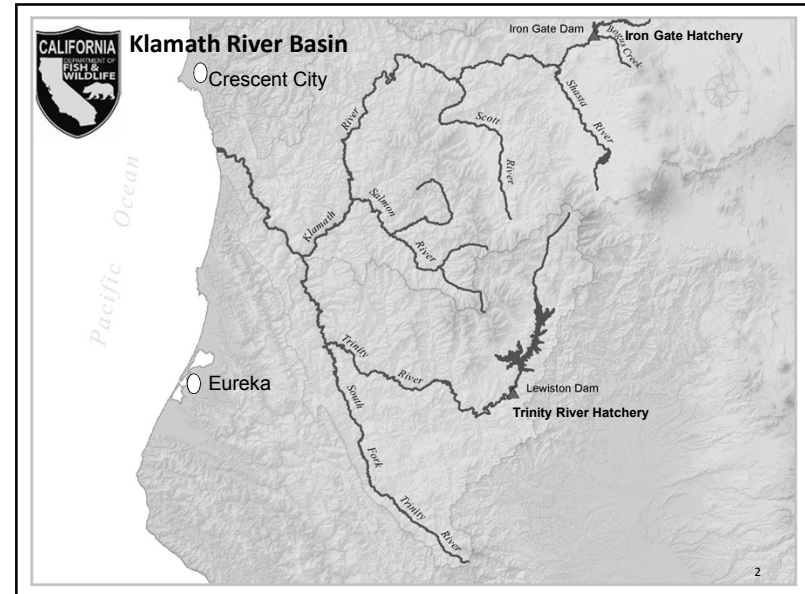 CALIFORNIA
DEPARTMENT OF
FISH &
WILDLIFE
Klamath River Basin
Crescent City
Iron Gate Dam
Iron Gate Hatchery
Bogus Creek
Shasta
River
Scott
River
River
Klamath
Salmon
River
Pacific Ocean
Trinity
River
Eureka
Lewiston Dam
Trinity River Hatchery
South
Fork
Trinity
River
2